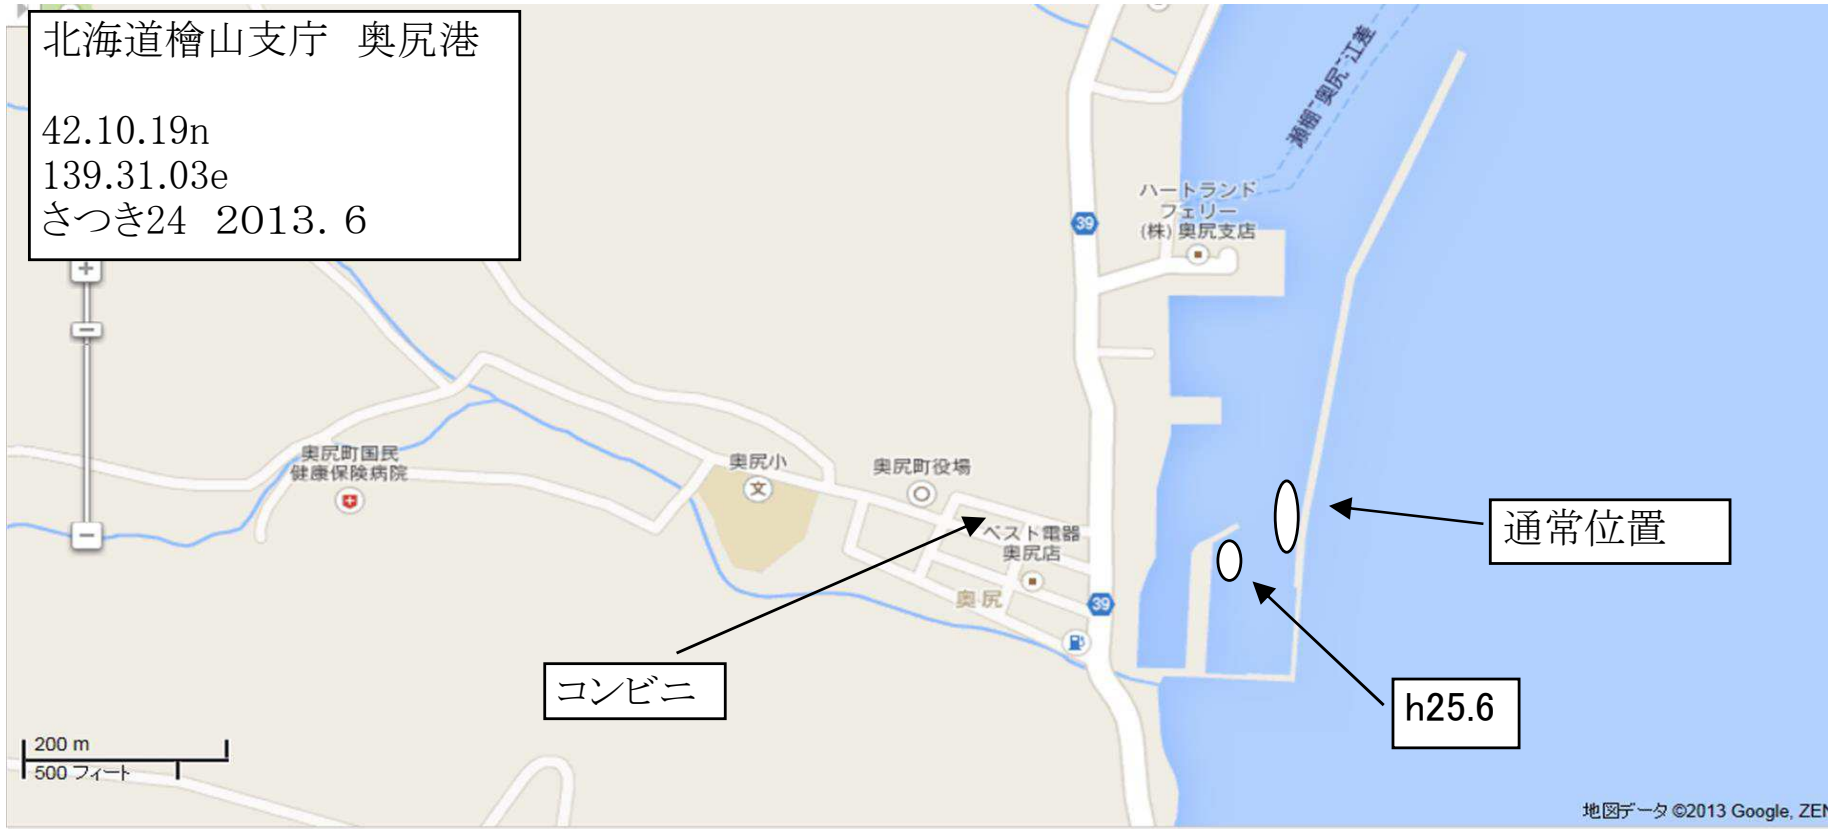 北海道檜山支庁　奥尻港
42.10.19n
139.31.03e
さつき24　2013. 6
瀬棚-奥尻-江差
ハートランド
フェリー
(株) 奥尻支店
39
奥尻町国民
健康保険病院
奥尻小
文
奥尻町役場
ベスト電器
奥尻店
奥尻
39
通常位置
コンビニ
h25.6
200 m
500 フィート
地図データ ©2013 Google, ZEN